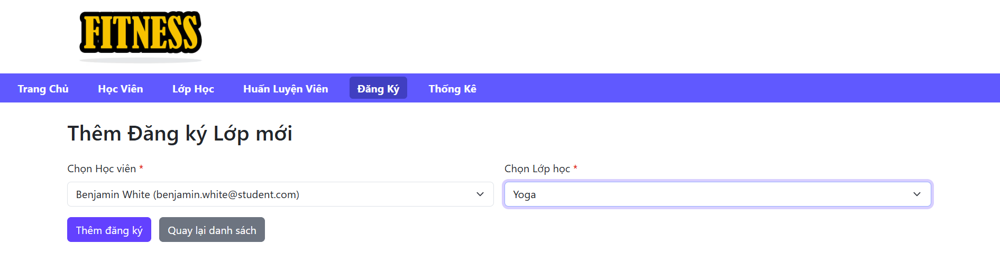 FITNESS
Trang Chủ Học Viên Lớp Học Huấn Luyện Viên Đăng Ký Thống Kê
Thêm Đăng ký Lớp mới
Chọn Học viên * Chọn Lớp học *
Benjamin White (benjamin.white@student.com) Yoga
Thêm đăng ký Quay lại danh sách